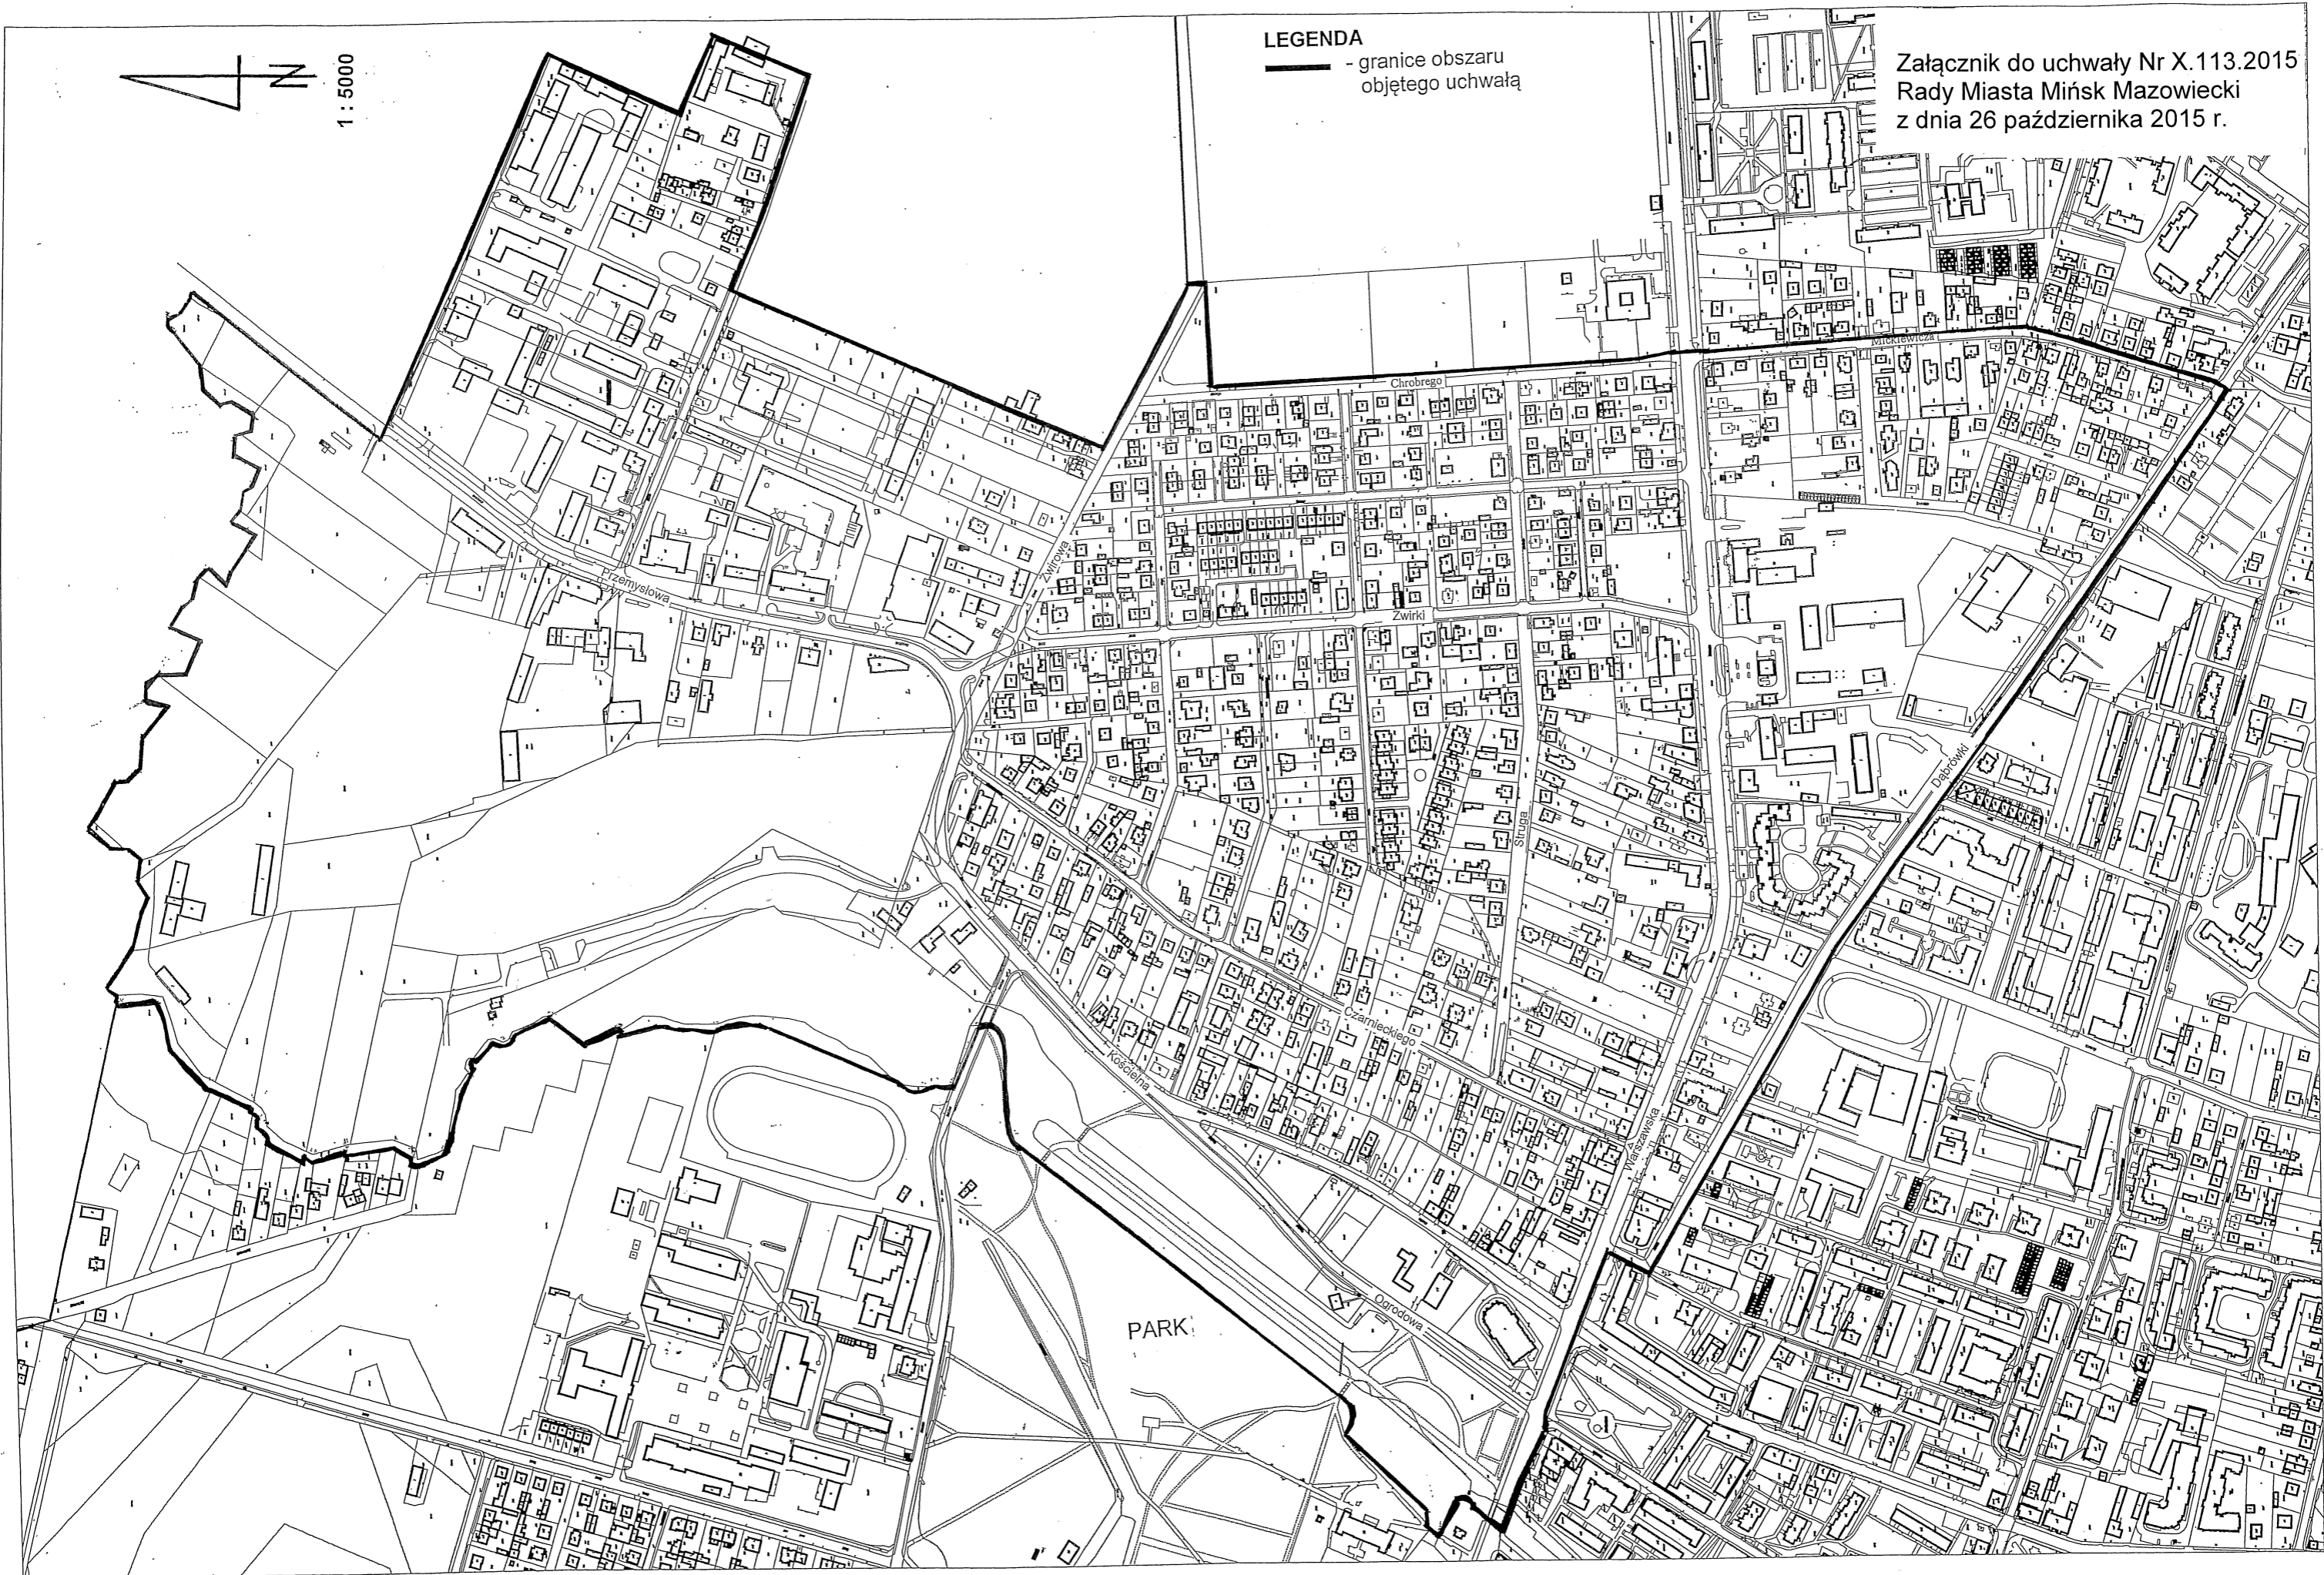 LEGENDA
- granice obszaru
objętego uchwałą
Załącznik do uchwały Nr X.113.2015
Rady Miasta Mińsk Mazowiecki
z dnia 26 października 2015 r.
N
1 : 5000
Mickiewicza
Chrobrego
Żwirowa
Przemysłowa
Żwirki
Dąbrówki
Struga
Czarnieckiego
Kościelna
Warszawska
Ogrodowa
PARK